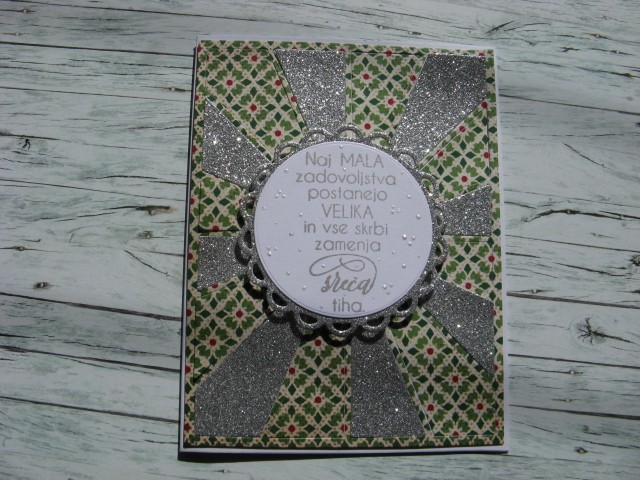 Naj MALA
zadovoljstva
postanejo
VELIKA
in vse skrbi
zamenja
sreča
tiha.